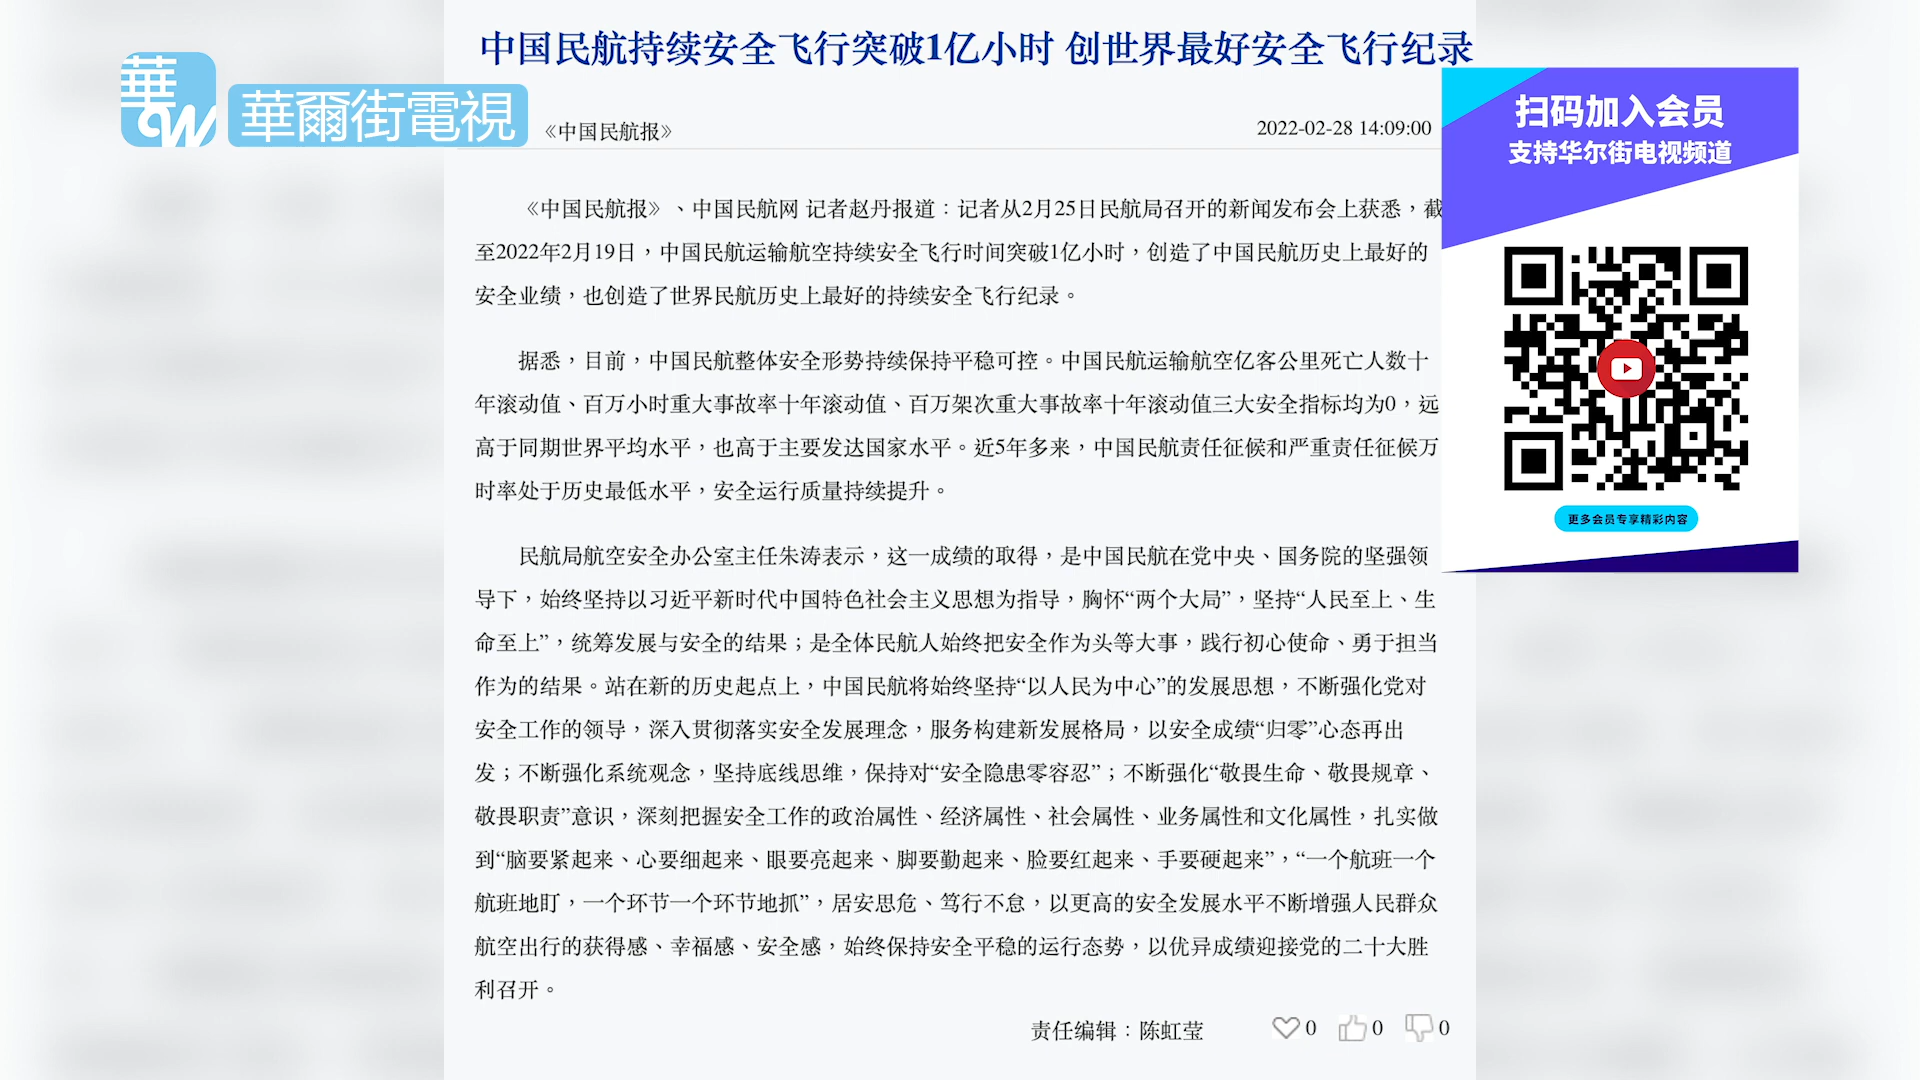 中国民航持续安全飞行突破1亿小时 创世界最好安全飞行纪录
華
W
華爾街電視
《中国民航报》
2022-02-28 14:09:00
扫码加入会员
支持华尔街电视频道
更多会员专享精彩内容
《中国民航报》、中国民航网 记者赵丹报道：记者从2月25日民航局召开的新闻发布会上获悉，截
至2022年2月19日，中国民航运输航空持续安全飞行时间突破1亿小时，创造了中国民航历史上最好的
安全业绩，也创造了世界民航历史上最好的持续安全飞行纪录。
据悉，目前，中国民航整体安全形势持续保持平稳可控。中国民航运输航空亿客公里死亡人数十
年滚动值、百万小时重大事故率十年滚动值、百万架次重大事故率十年滚动值三大安全指标均为0，远
高于同期世界平均水平，也高于主要发达国家水平。近5年多来，中国民航责任征候和严重责任征候万
时率处于历史最低水平，安全运行质量持续提升。
民航局航空安全办公室主任朱涛表示，这一成绩的取得，是中国民航在党中央、国务院的坚强领
导下，始终坚持以习近平新时代中国特色社会主义思想为指导，胸怀“两个大局”，坚持“人民至上、生
命至上”，统筹发展与安全的结果；是全体民航人始终把安全作为头等大事，践行初心使命、勇于担当
作为的结果。站在新的历史起点上，中国民航将始终坚持“以人民为中心”的发展思想，不断强化党对
安全工作的领导，深入贯彻落实安全发展理念，服务构建新发展格局，以安全成绩“归零”心态再出
发；不断强化系统观念，坚持底线思维，保持对“安全隐患零容忍”；不断强化“敬畏生命、敬畏规章、
敬畏职责”意识，深刻把握安全工作的政治属性、经济属性、社会属性、业务属性和文化属性，扎实做
到“脑要紧起来、心要细起来、眼要亮起来、脚要勤起来、脸要红起来、手要硬起来”，“一个航班一个
航班地盯，一个环节一个环节地抓”，居安思危、笃行不怠，以更高的安全发展水平不断增强人民群众
航空出行的获得感、幸福感、安全感，始终保持安全平稳的运行态势，以优异成绩迎接党的二十大胜
利召开。
责任编辑：陈虹莹
0
0
0